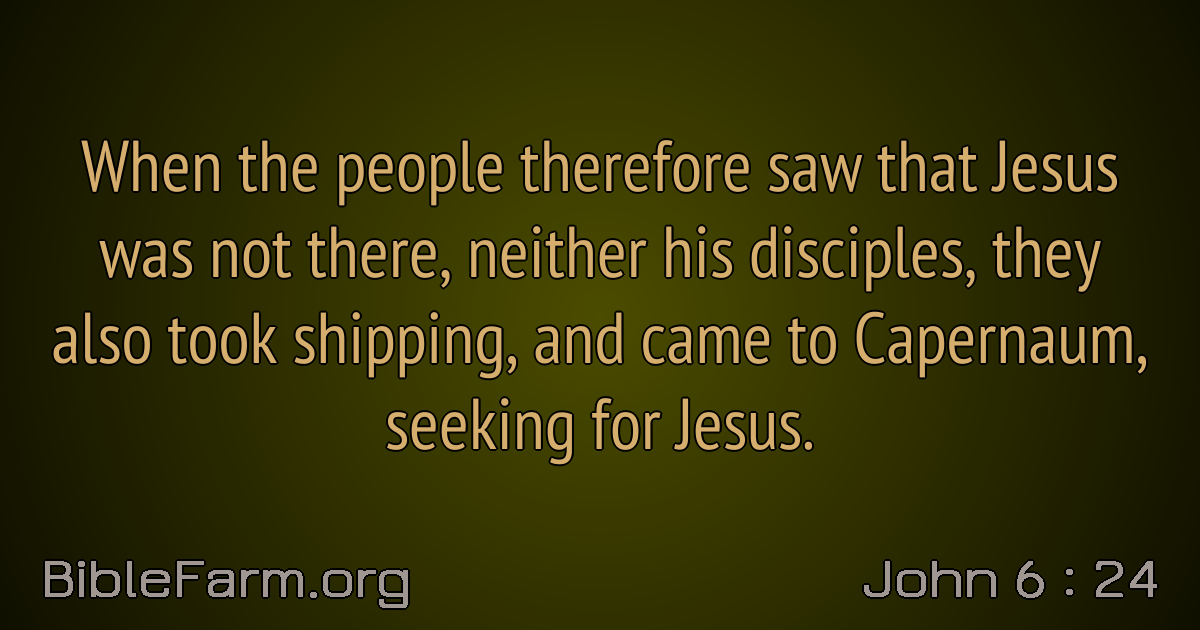 When the people therefore saw that Jesus
was not there, neither his disciples, they
also took shipping, and came to Capernaum,
seeking for Jesus.
BibleFarm.org
John 6 : 24